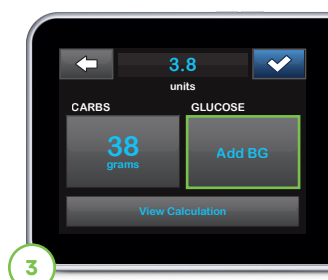 3.8
units
CARBS
GLUCOSE
38
grams
Add BG
View Calculation
3